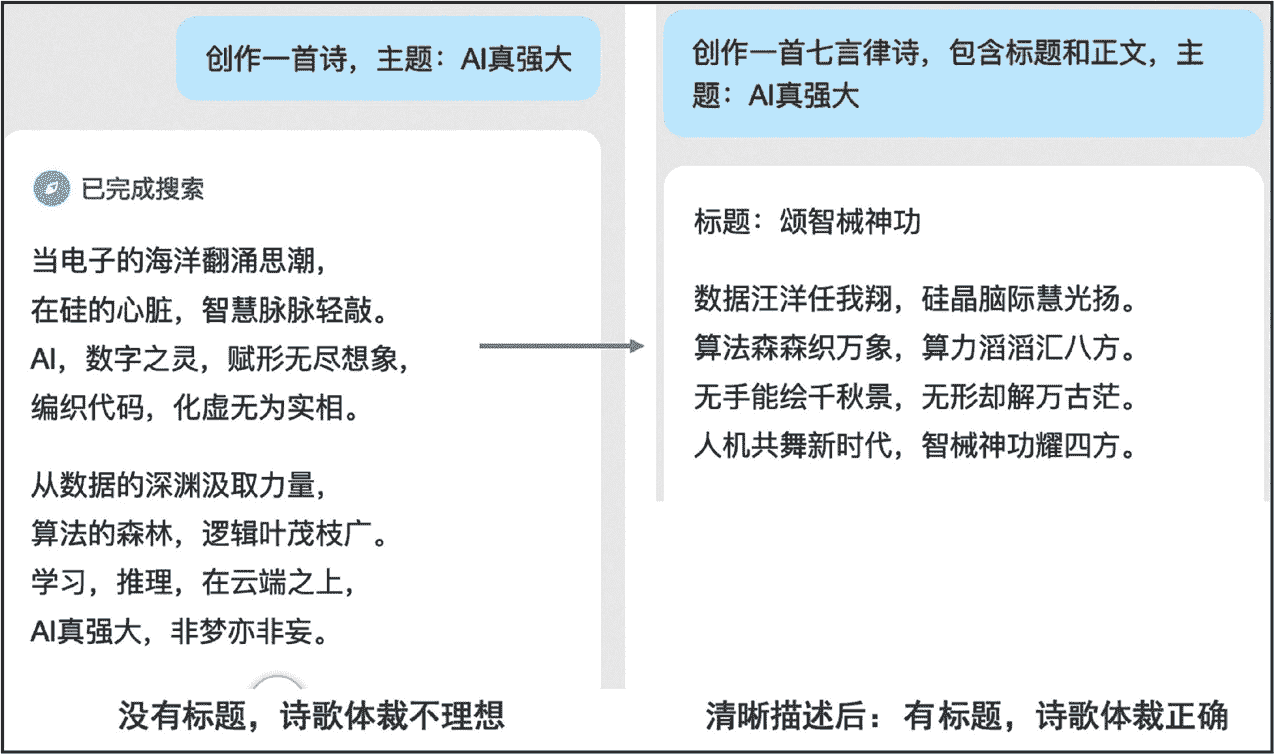 创作一首诗，主题：AI真强大
已完成搜索
当电子的海洋翻涌思潮，
在硅的心脏，智慧脉脉轻敲。
AI，数字之灵，赋形无尽想象，
编织代码，化虚无为实相。
从数据的深渊汲取力量，
算法的森林，逻辑叶茂枝广。
学习，推理，在云端之上，
AI真强大，非梦亦非妄。
没有标题，诗歌体裁不理想
创作一首七言律诗，包含标题和正文，主
题：AI真强大
标题：颂智械神功
数据汪洋任我翔，硅晶脑际慧光扬。
算法森森织万象，算力滔滔汇八方。
无手能绘千秋景，无形却解万古茫。
人机共舞新时代，智械神功耀四方。
清晰描述后：有标题，诗歌体裁正确